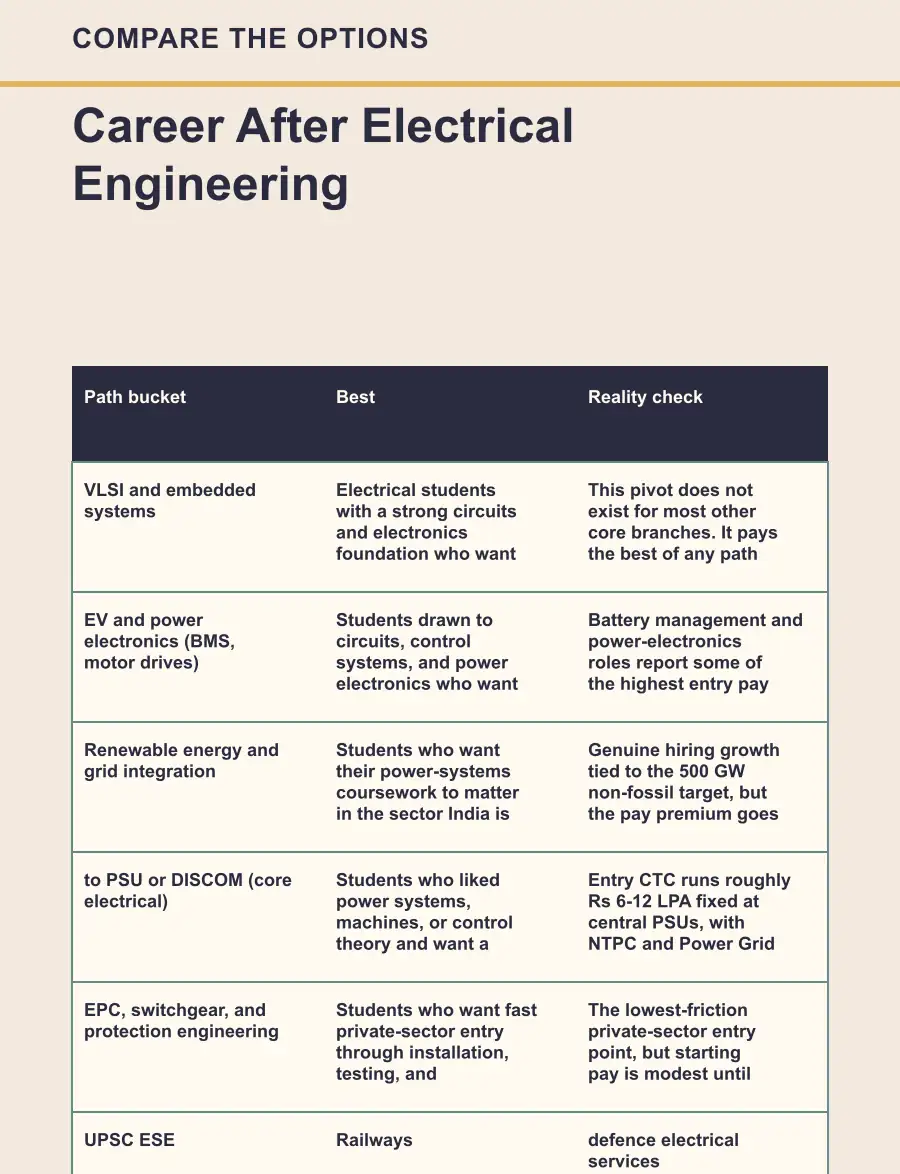 COMPARE THE OPTIONS
Career After Electrical
Engineering
Path bucket
Best
Reality check
VLSI and embedded
systems
Electrical students
with a strong circuits
and electronics
foundation who want
This pivot does not
exist for most other
core branches. It pays
the best of any path
EV and power
electronics (BMS,
motor drives)
Students drawn to
circuits, control
systems, and power
electronics who want
Battery management and
power-electronics
roles report some of
the highest entry pay
Renewable energy and
grid integration
Students who want
their power-systems
coursework to matter
in the sector India is
Genuine hiring growth
tied to the 500 GW
non-fossil target, but
the pay premium goes
to PSU or DISCOM (core
electrical)
Students who liked
power systems,
machines, or control
theory and want a
Entry CTC runs roughly
Rs 6-12 LPA fixed at
central PSUs, with
NTPC and Power Grid
EPC, switchgear, and
protection engineering
Students who want fast
private-sector entry
through installation,
testing, and
The lowest-friction
private-sector entry
point, but starting
pay is modest until
UPSC ESE
Railways
defence electrical
services